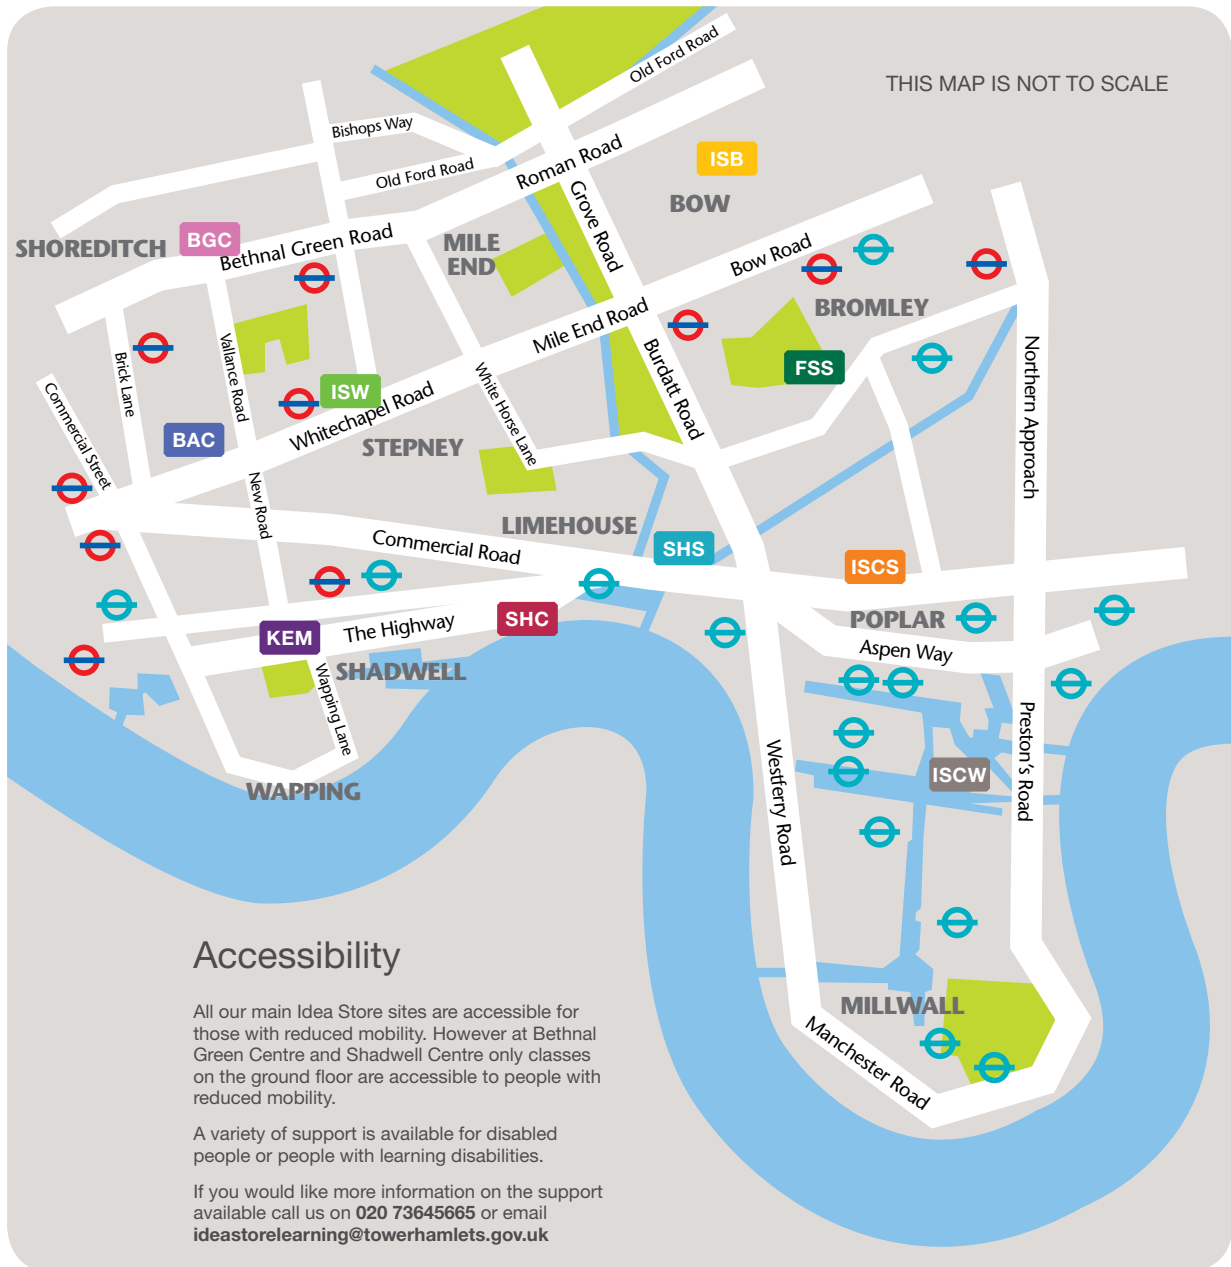 THIS MAP IS NOT TO SCALE
Old Ford Road
Bishops Way
Old Ford Road
Roman Road
ISB
BOW
SHOREDITCH
BGC
Bethnal Green Road
MILE
END
Grove Road
Bow Road
BROMLEY
Mile End Road
Brick Lane
Vallance Road
ISW
Whitechapel Road
White Horse Lane
Burdatt Road
FSS
Northern Approach
Commercial Street
BAC
STEPNEY
New Road
LIMEHOUSE
Commercial Road
SHS
ISCS
POPLAR
KEM
The Highway
SHC
Aspen Way
SHADWELL
Wapping Lane
WAPPING
Westferry Road
ISCW
Preston's Road
MILLWALL
Manchester Road
Accessibility
All our main Idea Store sites are accessible for
those with reduced mobility. However at Bethnal
Green Centre and Shadwell Centre only classes
on the ground floor are accessible to people with
reduced mobility.
A variety of support is available for disabled
people or people with learning disabilities.
If you would like more information on the support
available call us on 020 73645665 or email
ideastorelearning@towerhamlets.gov.uk